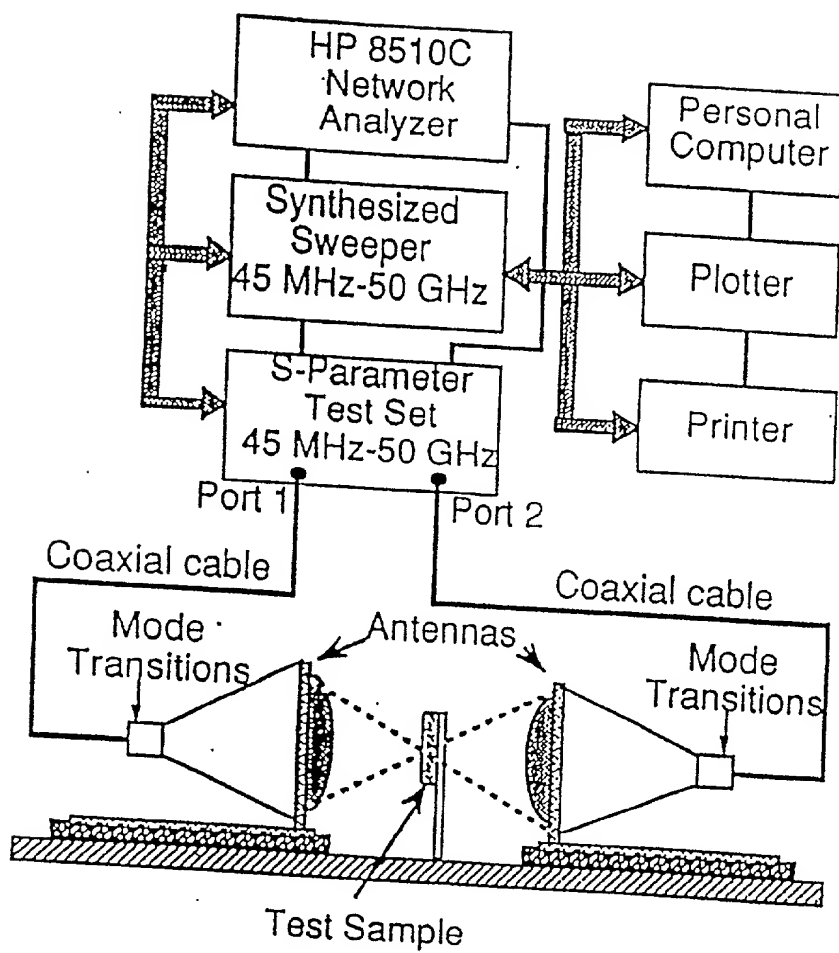 HP 8510C
Network
Analyzer
Personal
Computer
Synthesized
Sweeper
45 MHz-50 GHz
Plotter
S-Parameter
Test Set
45 MHz-50 GHz
Printer
Port 1
Port 2
Coaxial cable
Coaxial cable
Mode
Transitions
Antennas
Mode
Transitions
Test Sample